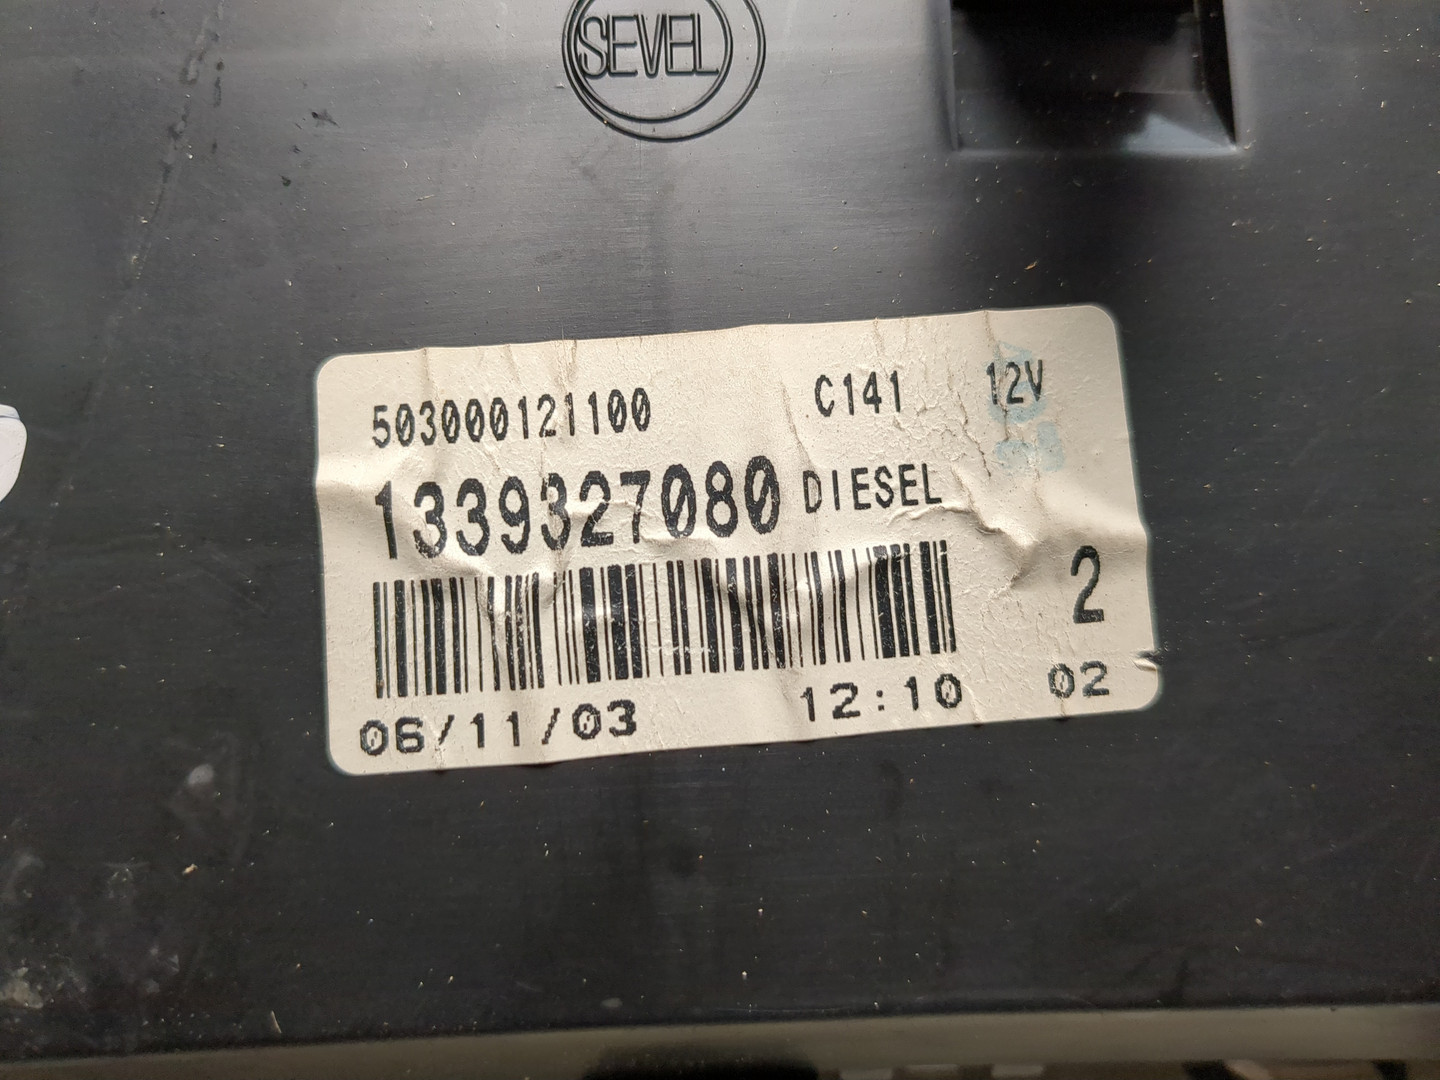 SEVEL
503000121100 C141 12V
1339327080 DIESEL
2
06/11/03 12:10 02